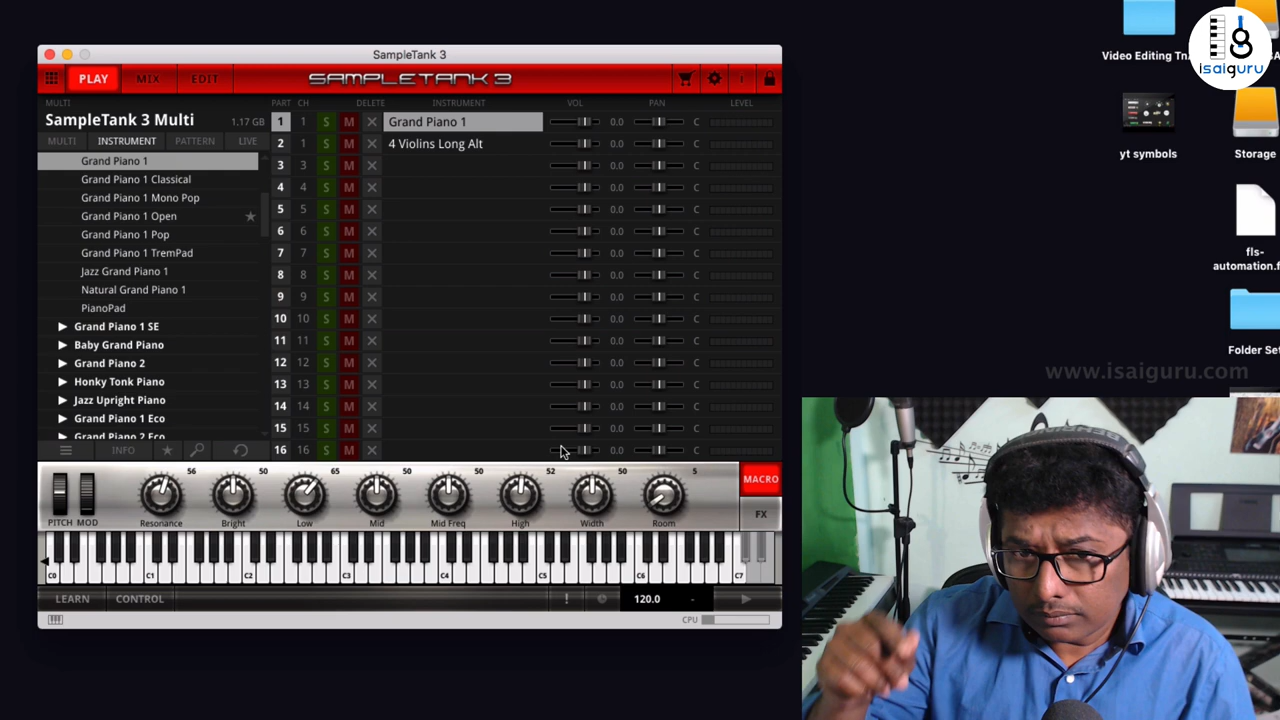 SampleTank 3
PLAY MIX EDIT SAMPLETANK 3 i
MULTI PART CH DELETE INSTRUMENT VOL PAN LEVEL
SampleTank 3 Multi 1.17 GB
MULTI INSTRUMENT PATTERN LIVE
Grand Piano 1
Grand Piano 1 Classical
Grand Piano 1 Mono Pop
Grand Piano 1 Open
Grand Piano 1 Pop
Grand Piano 1 TremPad
Jazz Grand Piano 1
Natural Grand Piano 1
PianoPad
Grand Piano 1 SE
Baby Grand Piano
Grand Piano 2
Honky Tonk Piano
Jazz Upright Piano
Grand Piano 1 Eco
Grand Piano 2 Eco
INFO
1 1 S M X Grand Piano 1 0.0 C
2 1 S M X 4 Violins Long Alt 0.0 C
3 3 S M X 0.0 C
4 4 S M X 0.0 C
5 5 S M X 0.0 C
6 6 S M X 0.0 C
7 7 S M X 0.0 C
8 8 S M X 0.0 C
9 9 S M X 0.0 C
10 10 S M X 0.0 C
11 11 S M X 0.0 C
12 12 S M X 0.0 C
13 13 S M X 0.0 C
14 14 S M X 0.0 C
15 15 S M X 0.0 C
16 16 S M X 0.0 C
56 50 65 50 50 52 50 5
MACRO
FX
PITCH MOD Resonance Bright Low Mid Mid Freq High Width Room
C0 C1 C2 C3 C4 C5 C6 C7
LEARN CONTROL ! 120.0 -
CPU
Video Editing Tn
isaiguru
yt symbols
Storage
fls-
automation.f
Folder Set
www.isaiguru.com